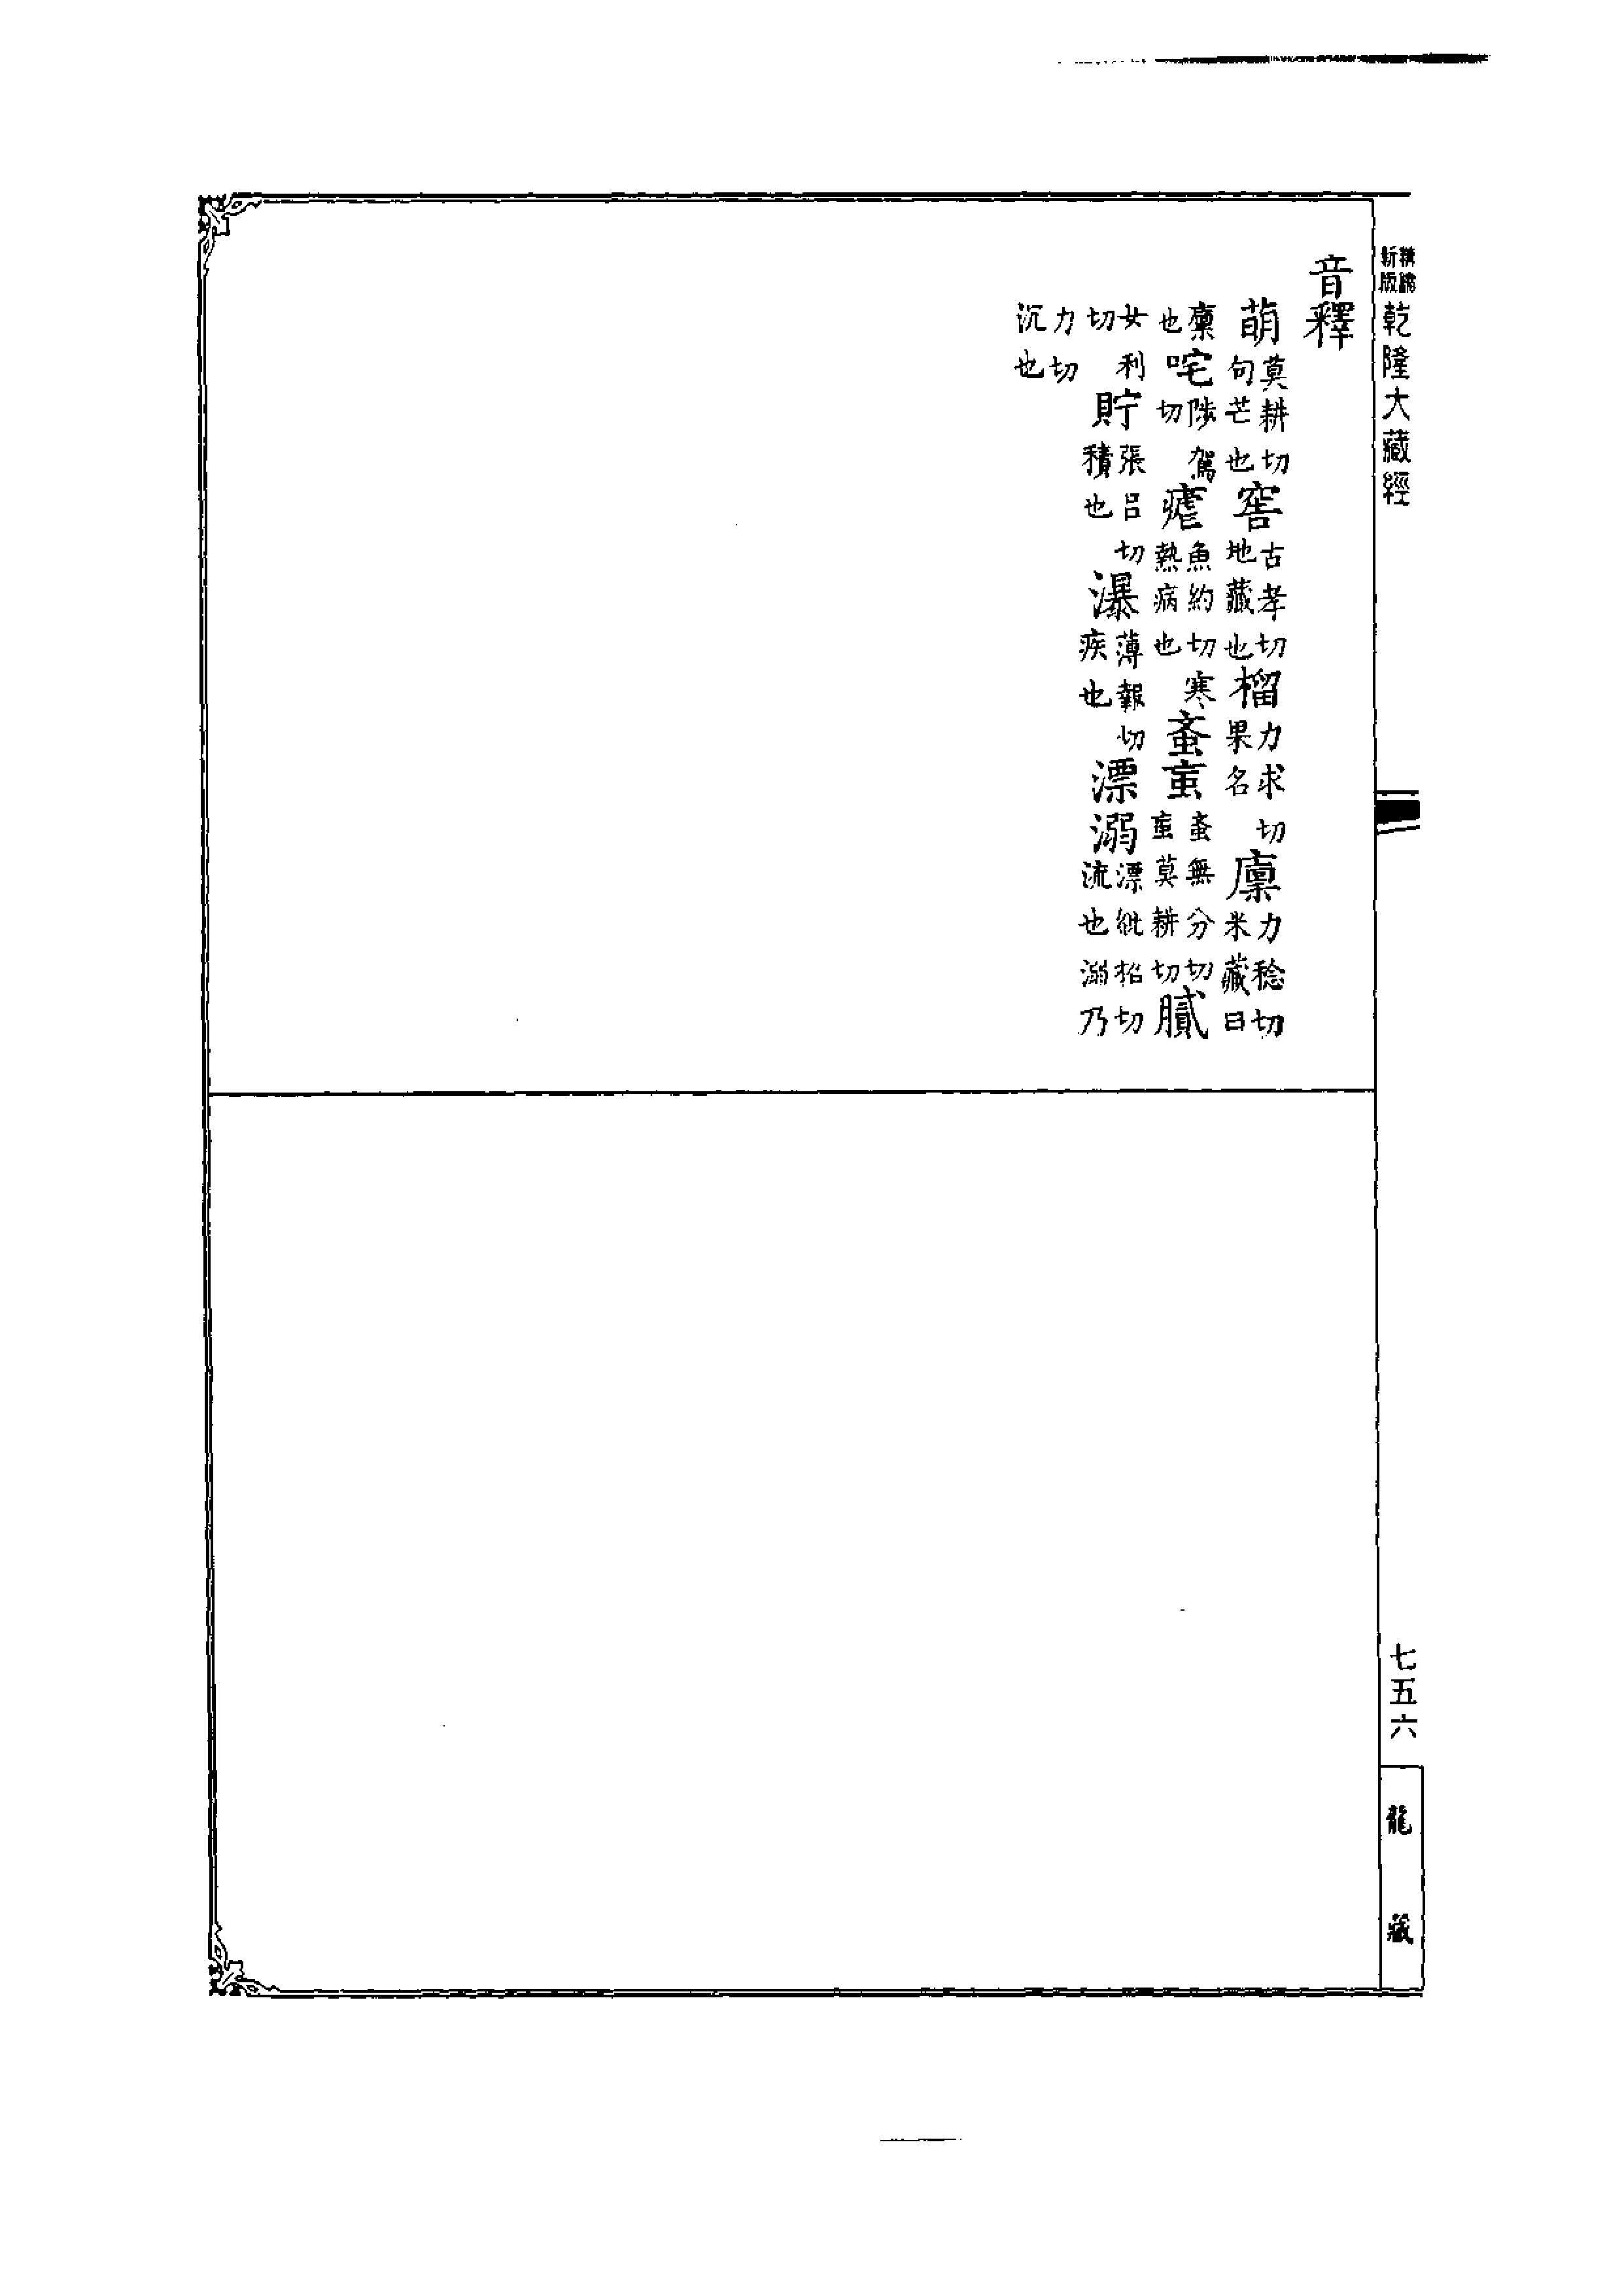 精編新版乾隆大藏經
音釋
萌莫耕切句芒也窖古孝切地藏也榴力求切果名廩力稔切米藏曰
廩也咤陟駕切瘧魚約切寒熱病也蚉䖟蚉無分切䖟莫耕切膩
女利切貯張呂切積也瀑薄報切疾也漂溺漂紕招切流也溺乃
力切沉也
七五六
龍藏